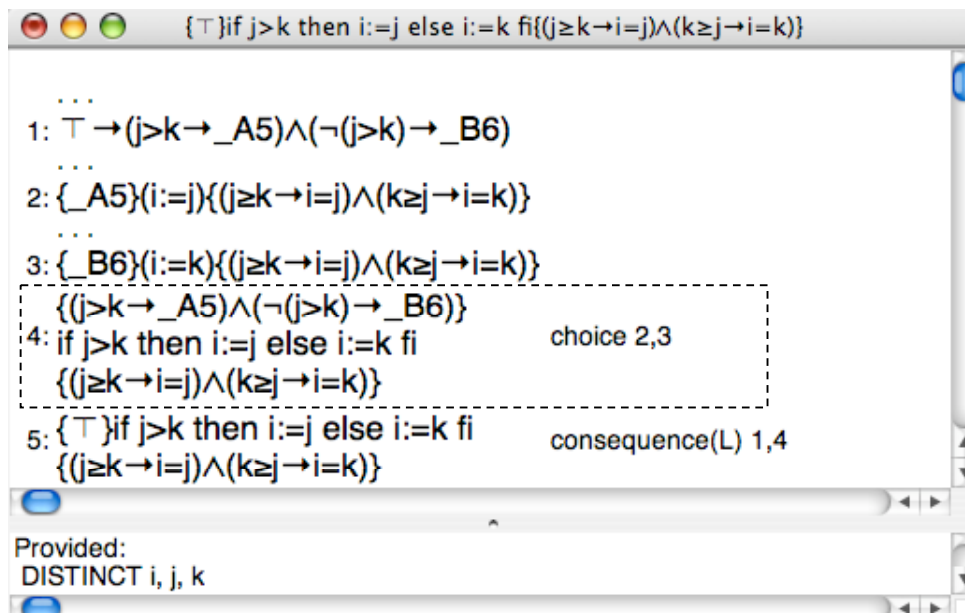 {⊤}if j>k then i:=j else i:=k fi{(j≥k→i=j)∧(k≥j→i=k)}
...
1: ⊤→(j>k→_A5)∧(¬(j>k)→_B6)
...
2: {_A5}(i:=j){(j≥k→i=j)∧(k≥j→i=k)}
...
3: {_B6}(i:=k){(j≥k→i=j)∧(k≥j→i=k)}
{(j>k→_A5)∧(¬(j>k)→_B6)}
4: if j>k then i:=j else i:=k fi choice 2,3
{(j≥k→i=j)∧(k≥j→i=k)}
5: {⊤}if j>k then i:=j else i:=k fi consequence(L) 1,4
{(j≥k→i=j)∧(k≥j→i=k)}
Provided:
DISTINCT i, j, k